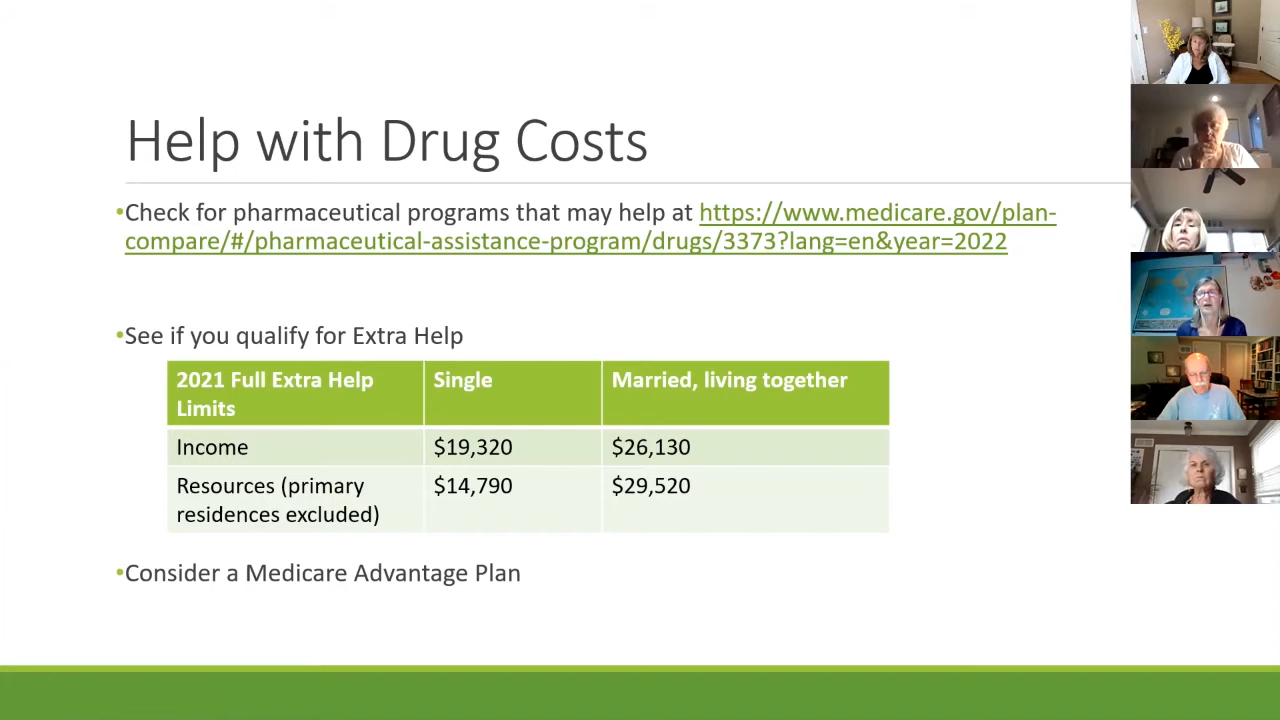 Help with Drug Costs
•Check for pharmaceutical programs that may help at https://www.medicare.gov/plan-
compare/#/pharmaceutical-assistance-program/drugs/3373?lang=en&year=2022
•See if you qualify for Extra Help
2021 Full Extra Help Limits
Single
Married, living together
Income
$19,320
$26,130
Resources (primary residences excluded)
$14,790
$29,520
•Consider a Medicare Advantage Plan